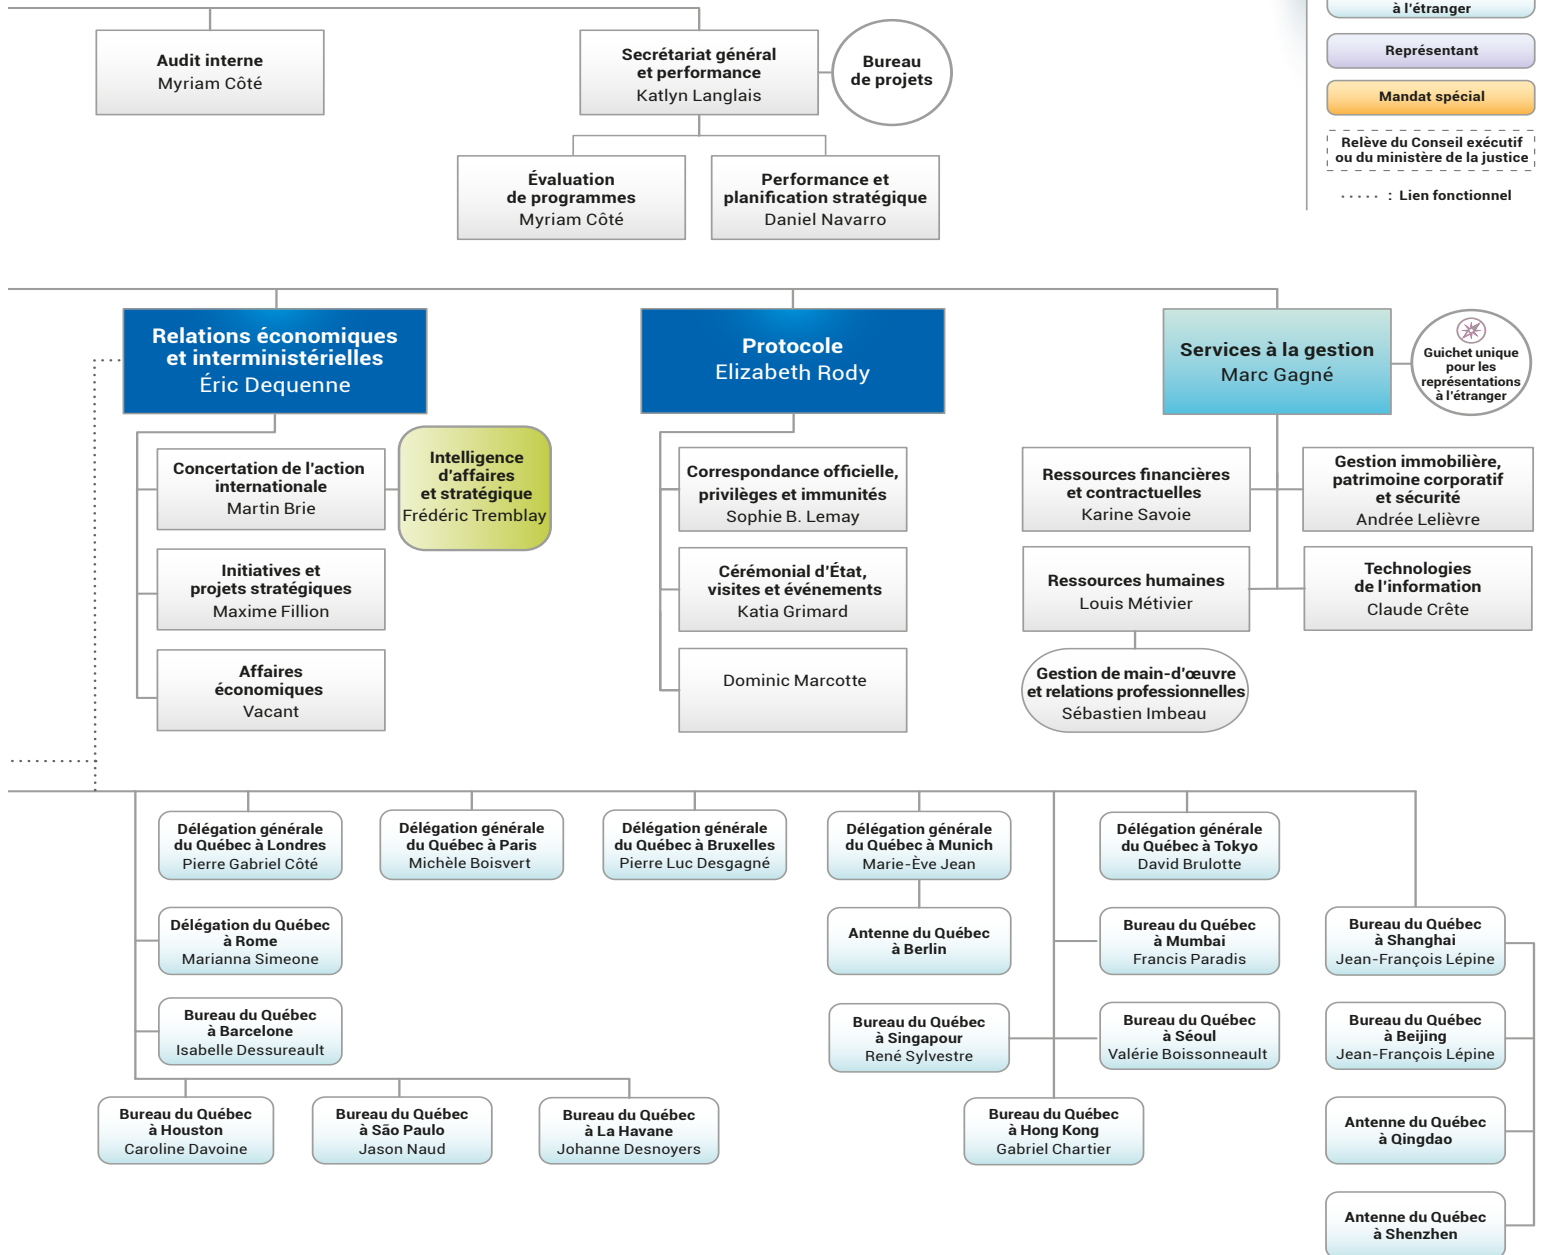 à l'étranger
Représentant
Mandat spécial
Relève du Conseil exécutif
ou du ministère de la justice
..... : Lien fonctionnel
Audit interne
Myriam Côté
Secrétariat général
et performance
Katlyn Langlais
Bureau
de projets
Évaluation
de programmes
Myriam Côté
Performance et
planification stratégique
Daniel Navarro
Relations économiques
et interministérielles
Éric Dequenne
Protocole
Elizabeth Rody
Services à la gestion
Marc Gagné
Guichet unique
pour les
représentations
à l'étranger
Concertation de l'action
internationale
Martin Brie
Intelligence
d'affaires
et stratégique
Frédéric Tremblay
Initiatives et
projets stratégiques
Maxime Fillion
Affaires
économiques
Vacant
Correspondance officielle,
privilèges et immunités
Sophie B. Lemay
Cérémonial d'État,
visites et événements
Katia Grimard
Dominic Marcotte
Ressources financières
et contractuelles
Karine Savoie
Gestion immobilière,
patrimoine corporatif
et sécurité
Andrée Lelièvre
Ressources humaines
Louis Métivier
Technologies
de l'information
Claude Crête
Gestion de main-d'œuvre
et relations professionnelles
Sébastien Imbeau
Délégation générale
du Québec à Londres
Pierre Gabriel Côté
Délégation générale
du Québec à Paris
Michèle Boisvert
Délégation générale
du Québec à Bruxelles
Pierre Luc Desgagné
Délégation générale
du Québec à Munich
Marie-Ève Jean
Délégation générale
du Québec à Tokyo
David Brulotte
Délégation du Québec
à Rome
Marianna Simeone
Antenne du Québec
à Berlin
Bureau du Québec
à Mumbai
Francis Paradis
Bureau du Québec
à Shanghai
Jean-François Lépine
Bureau du Québec
à Barcelone
Isabelle Dessureault
Bureau du Québec
à Singapour
René Sylvestre
Bureau du Québec
à Séoul
Valérie Boissonneault
Bureau du Québec
à Beijing
Jean-François Lépine
Bureau du Québec
à Houston
Caroline Davoine
Bureau du Québec
à São Paulo
Jason Naud
Bureau du Québec
à La Havane
Johanne Desnoyers
Bureau du Québec
à Hong Kong
Gabriel Chartier
Antenne du Québec
à Qingdao
Antenne du Québec
à Shenzhen